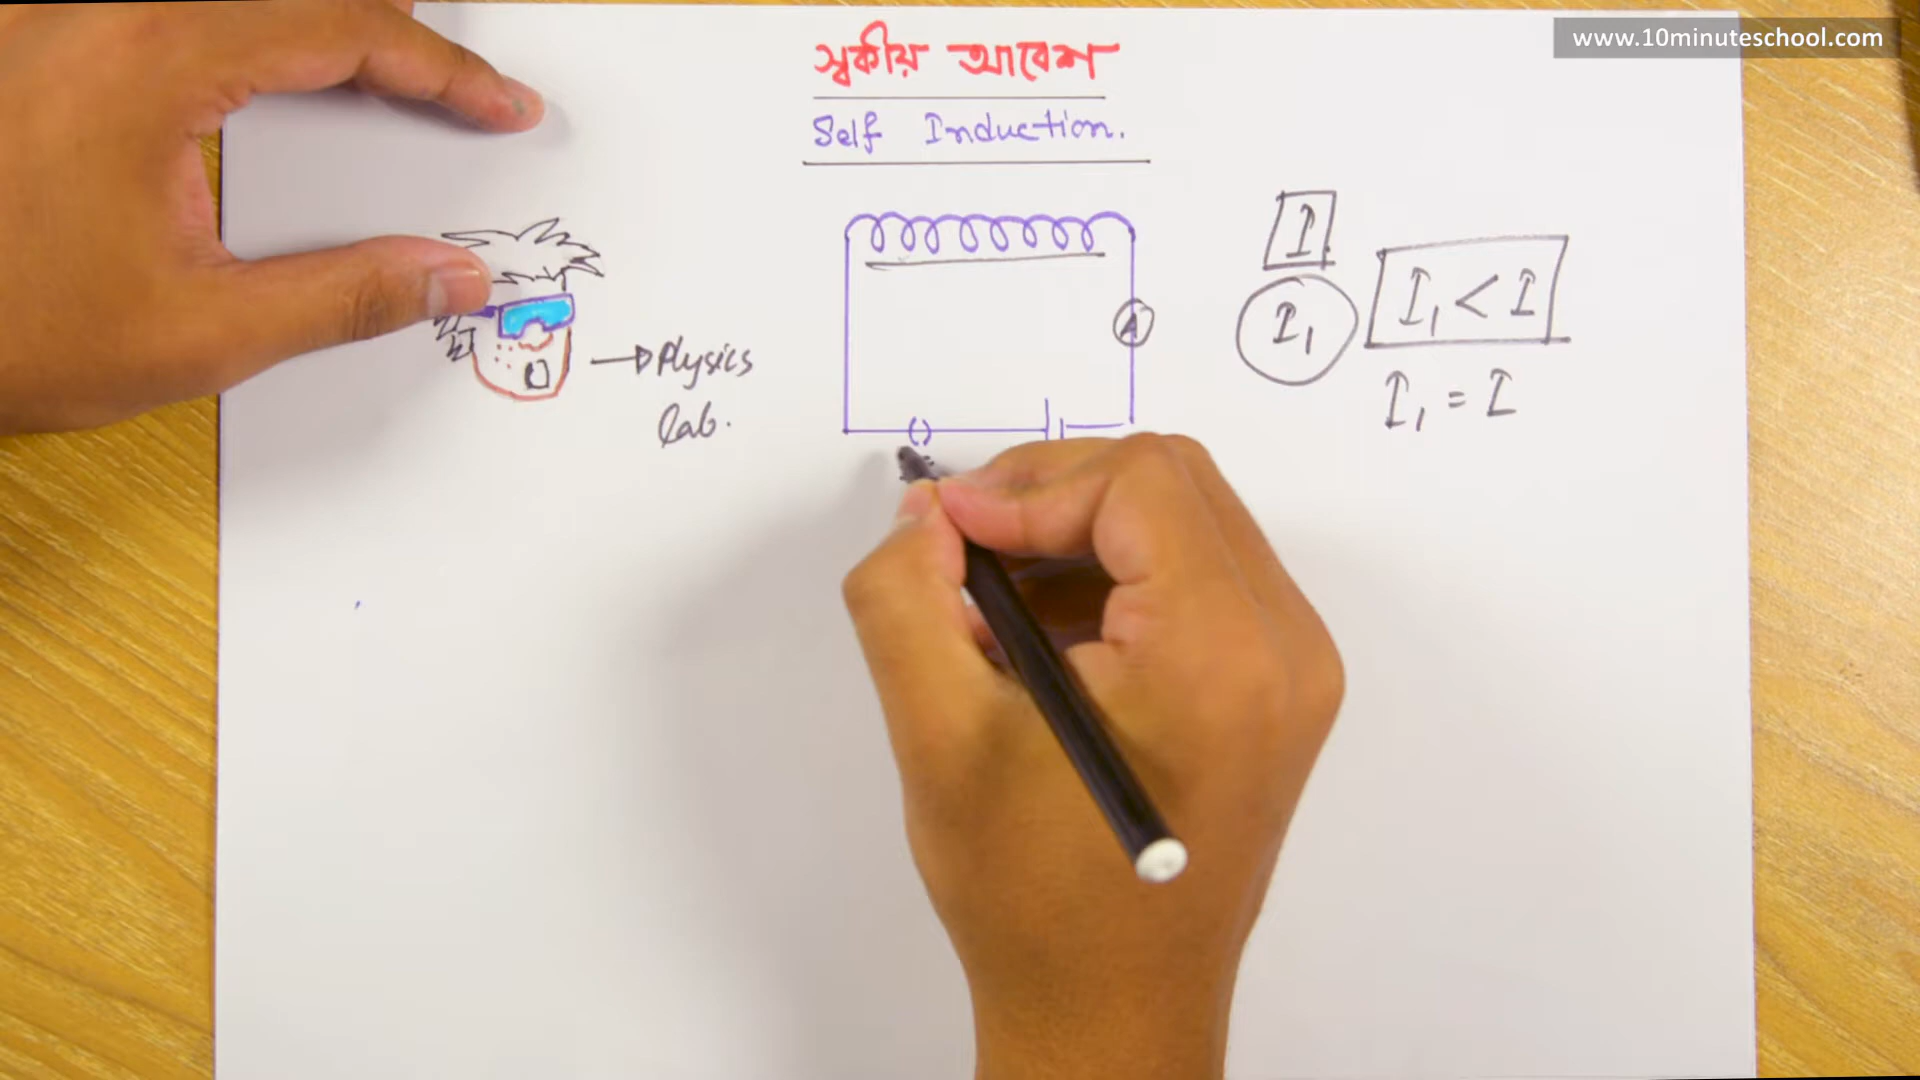 www.10minuteschool.com
স্বকীয় আবেশ
Self Induction.
I
I₁
I₁ < I
I₁ = I
A
→ Physics
Lab.